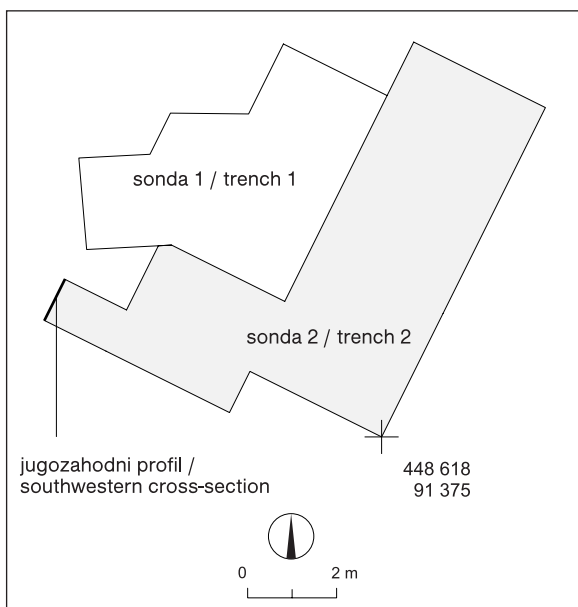 sonda 1 / trench 1
sonda 2 / trench 2
jugozahodni profil /
southwestern cross-section
448 618
91 375
0 2 m